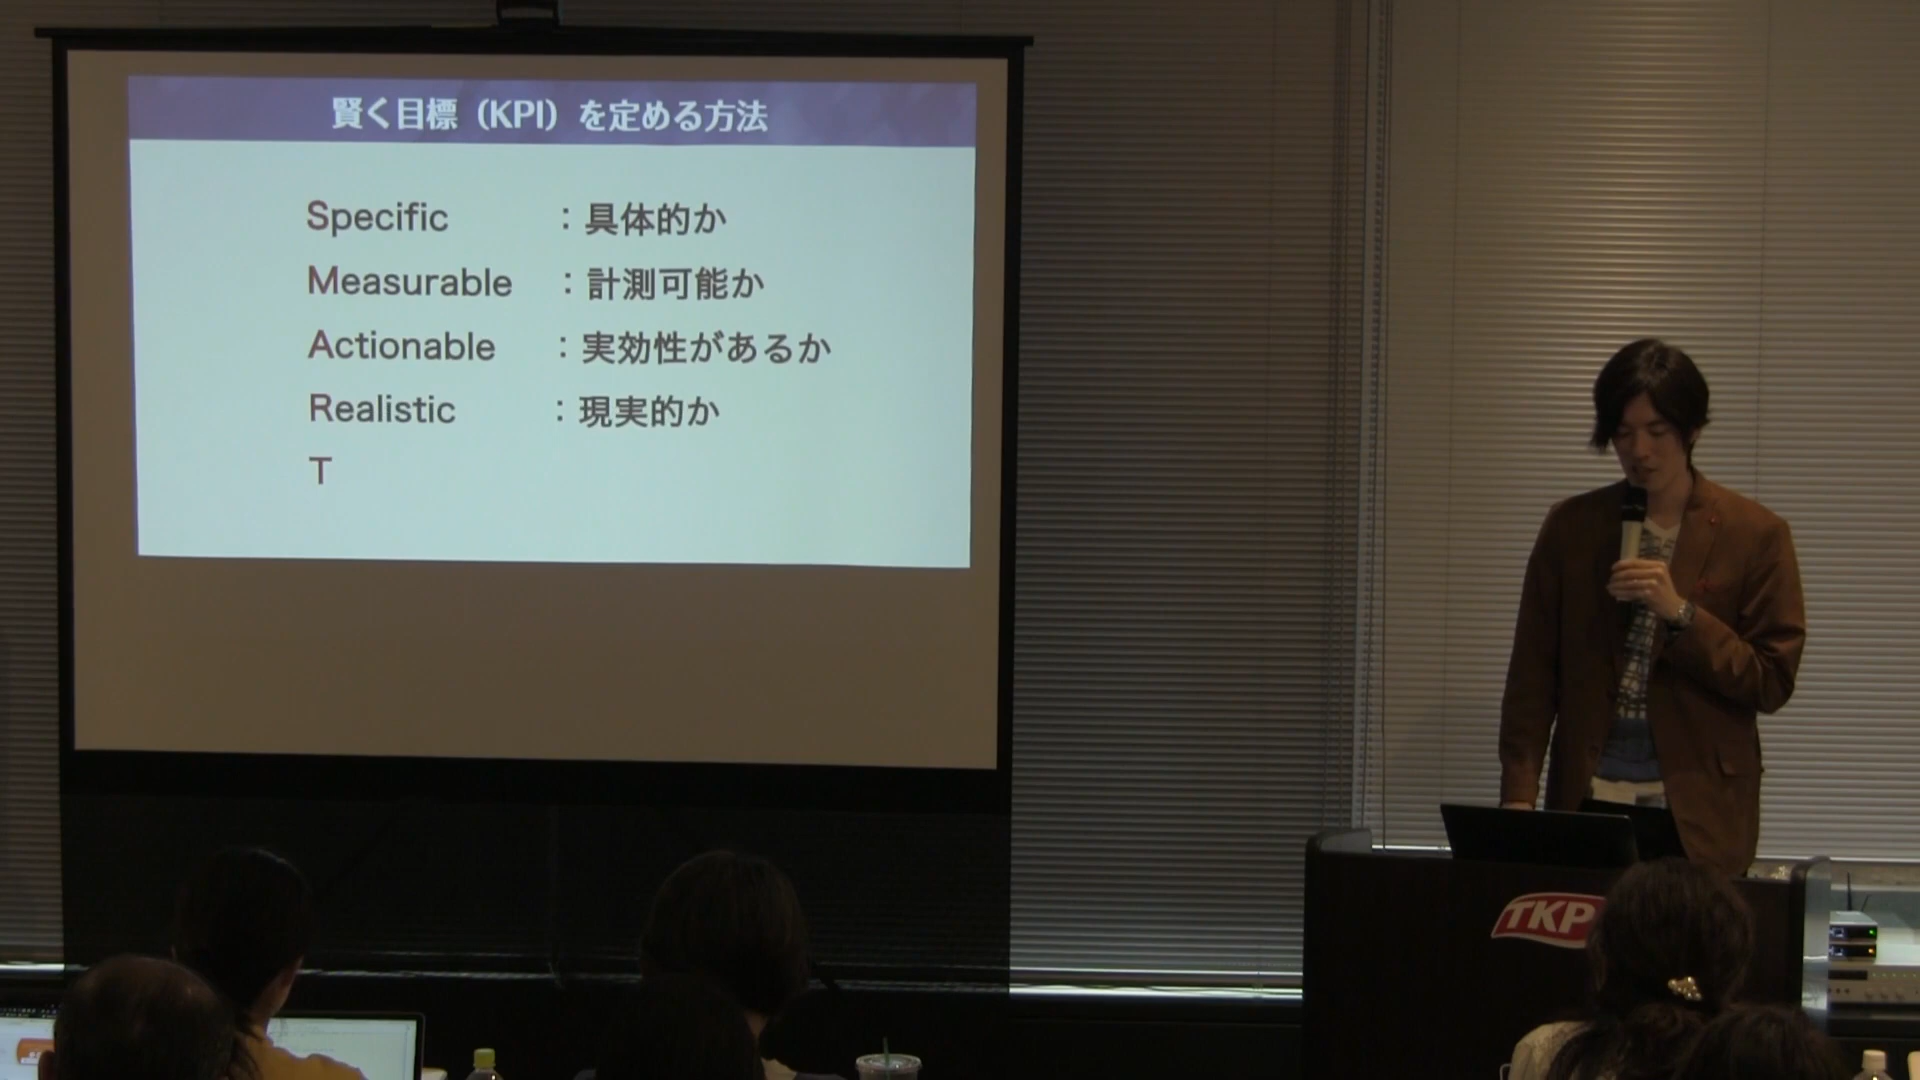 賢く目標（KPI）を定める方法
Specific ：具体的か
Measurable ：計測可能か
Actionable ：実効性があるか
Realistic ：現実的か
T
TKP